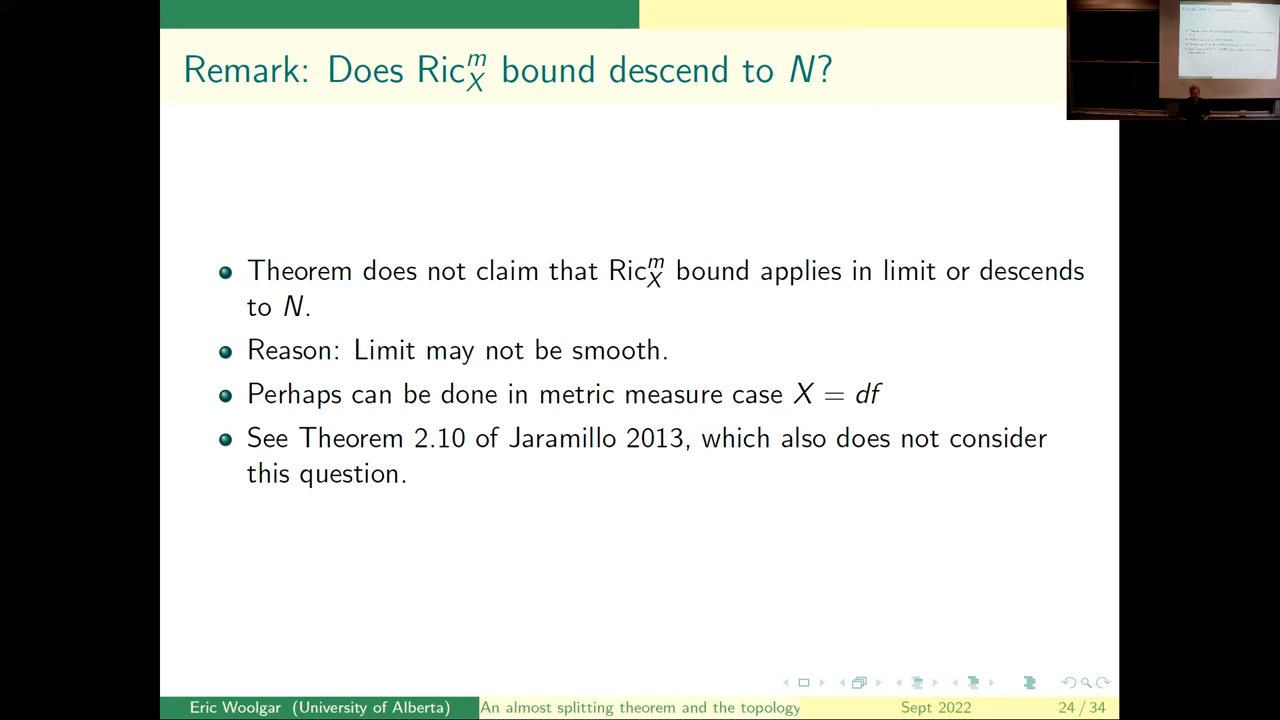 Remark: Does Ric^m_X bound descend to N?
Theorem does not claim that Ric^m_X bound applies in limit or descends
to N.
Reason: Limit may not be smooth.
Perhaps can be done in metric measure case X = df
See Theorem 2.10 of Jaramillo 2013, which also does not consider
this question.
Eric Woolgar (University of Alberta)
An almost splitting theorem and the topology
Sept 2022
24 / 34